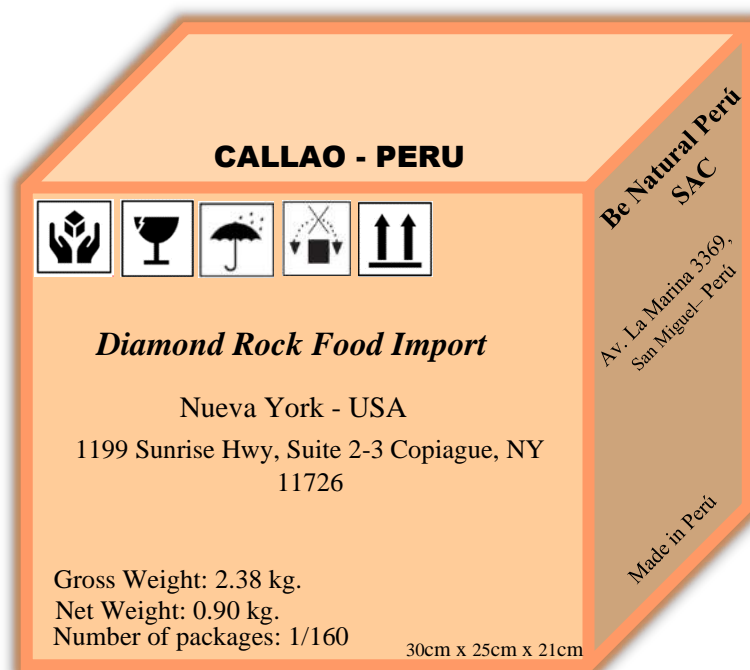 CALLAO - PERU
Diamond Rock Food Import
Nueva York - USA
1199 Sunrise Hwy, Suite 2-3 Copiague, NY
11726
Gross Weight: 2.38 kg.
Net Weight: 0.90 kg.
Number of packages: 1/160
30cm x 25cm x 21cm
Be Natural Perú
SAC
Av. La Marina 3369,
San Miguel– Perú
Made in Perú